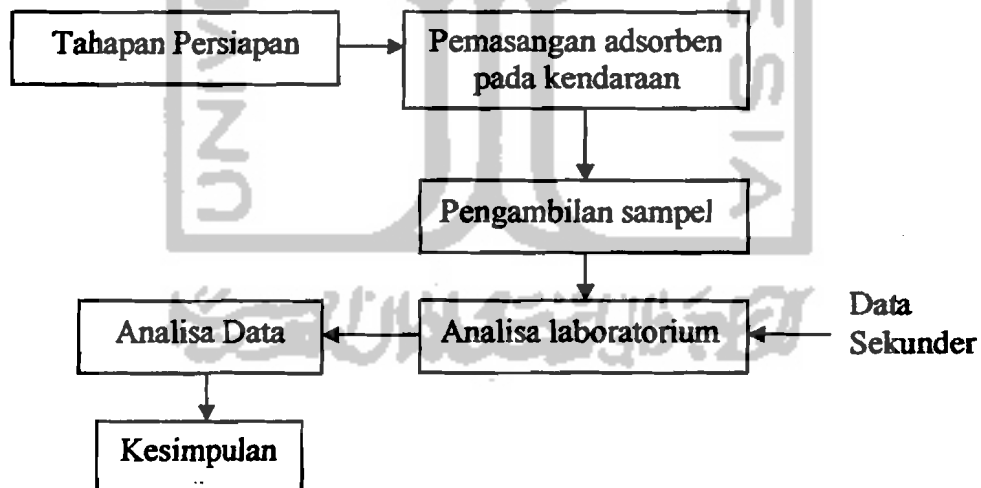 Tahapan Persiapan
Pemasangan adsorben
pada kendaraan
Pengambilan sampel
Analisa laboratorium
Data
Sekunder
Analisa Data
Kesimpulan